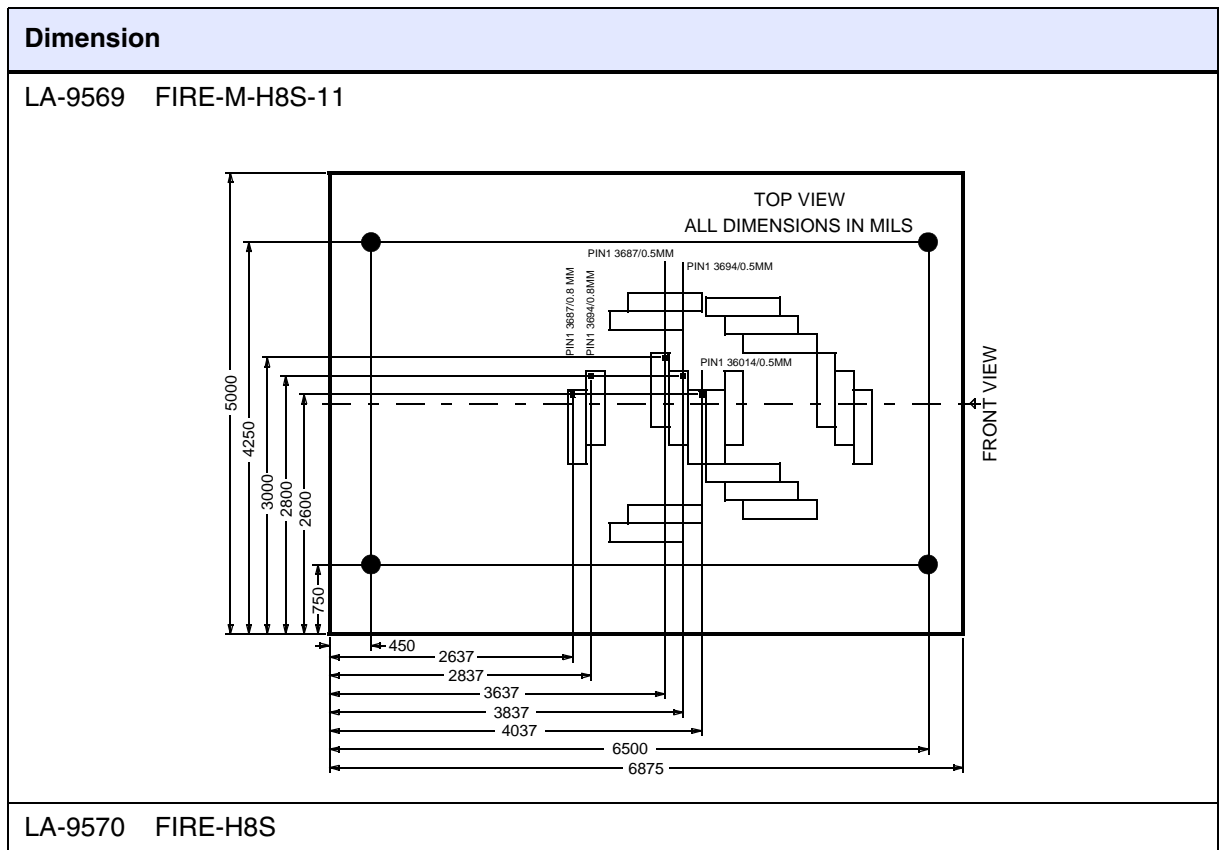 Dimension
LA-9569 FIRE-M-H8S-11
TOP VIEW
ALL DIMENSIONS IN MILS
PIN1 3687/0.5MM
PIN1 3694/0.5MM
PIN1 3687/0.8 MM
PIN1 3694/0.8MM
PIN1 36014/0.5MM
FRONT VIEW
5000
4250
3000
2800
2600
750
450
2637
2837
3637
3837
4037
6500
6875
LA-9570 FIRE-H8S